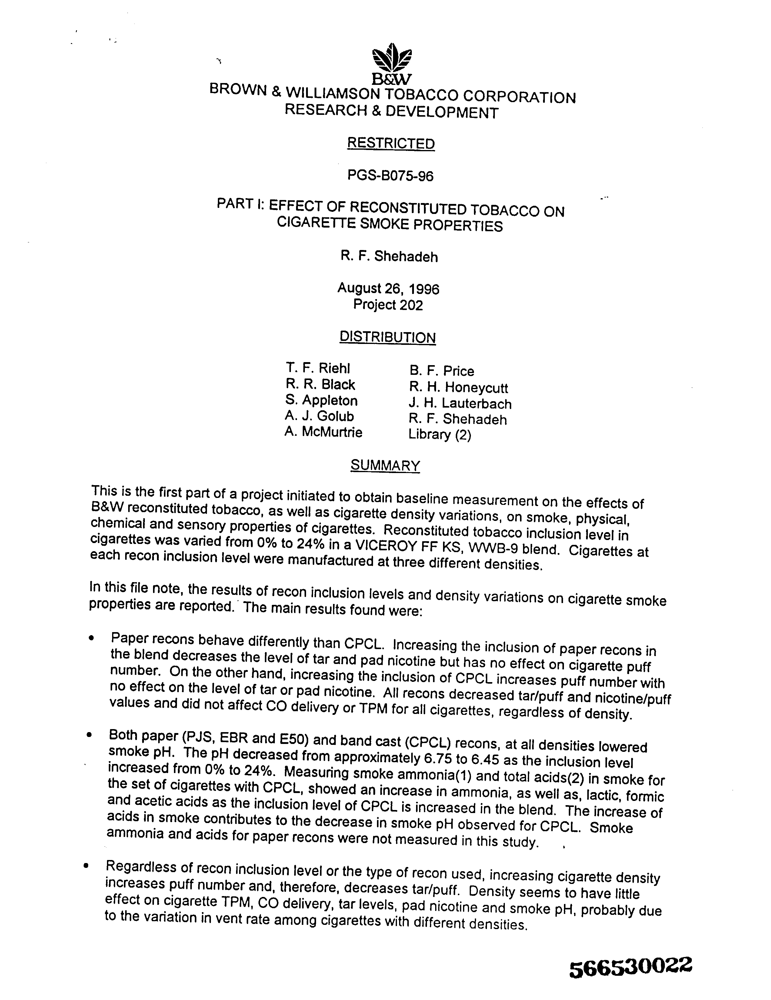 B&W
BROWN & WILLIAMSON TOBACCO CORPORATION
RESEARCH & DEVELOPMENT
RESTRICTED
PGS-B075-96
PART I: EFFECT OF RECONSTITUTED TOBACCO ON
CIGARETTE SMOKE PROPERTIES
R. F. Shehadeh
August 26, 1996
Project 202
DISTRIBUTION
T. F. Riehl B. F. Price
R. R. Black R. H. Honeycutt
S. Appleton J. H. Lauterbach
A. J. Golub R. F. Shehadeh
A. McMurtrie Library (2)
SUMMARY
This is the first part of a project initiated to obtain baseline measurement on the effects of
B&W reconstituted tobacco, as well as cigarette density variations, on smoke, physical,
chemical and sensory properties of cigarettes. Reconstituted tobacco inclusion level in
cigarettes was varied from 0% to 24% in a VICEROY FF KS, WWB-9 blend. Cigarettes at
each recon inclusion level were manufactured at three different densities.
In this file note, the results of recon inclusion levels and density variations on cigarette smoke
properties are reported. The main results found were:
• Paper recons behave differently than CPCL. Increasing the inclusion of paper recons in
the blend decreases the level of tar and pad nicotine but has no effect on cigarette puff
number. On the other hand, increasing the inclusion of CPCL increases puff number with
no effect on the level of tar or pad nicotine. All recons decreased tar/puff and nicotine/puff
values and did not affect CO delivery or TPM for all cigarettes, regardless of density.
• Both paper (PJS, EBR and E50) and band cast (CPCL) recons, at all densities lowered
smoke pH. The pH decreased from approximately 6.75 to 6.45 as the inclusion level
increased from 0% to 24%. Measuring smoke ammonia(1) and total acids(2) in smoke for
the set of cigarettes with CPCL, showed an increase in ammonia, as well as, lactic, formic
and acetic acids as the inclusion level of CPCL is increased in the blend. The increase of
acids in smoke contributes to the decrease in smoke pH observed for CPCL. Smoke
ammonia and acids for paper recons were not measured in this study.
• Regardless of recon inclusion level or the type of recon used, increasing cigarette density
increases puff number and, therefore, decreases tar/puff. Density seems to have little
effect on cigarette TPM, CO delivery, tar levels, pad nicotine and smoke pH, probably due
to the variation in vent rate among cigarettes with different densities.
566530022